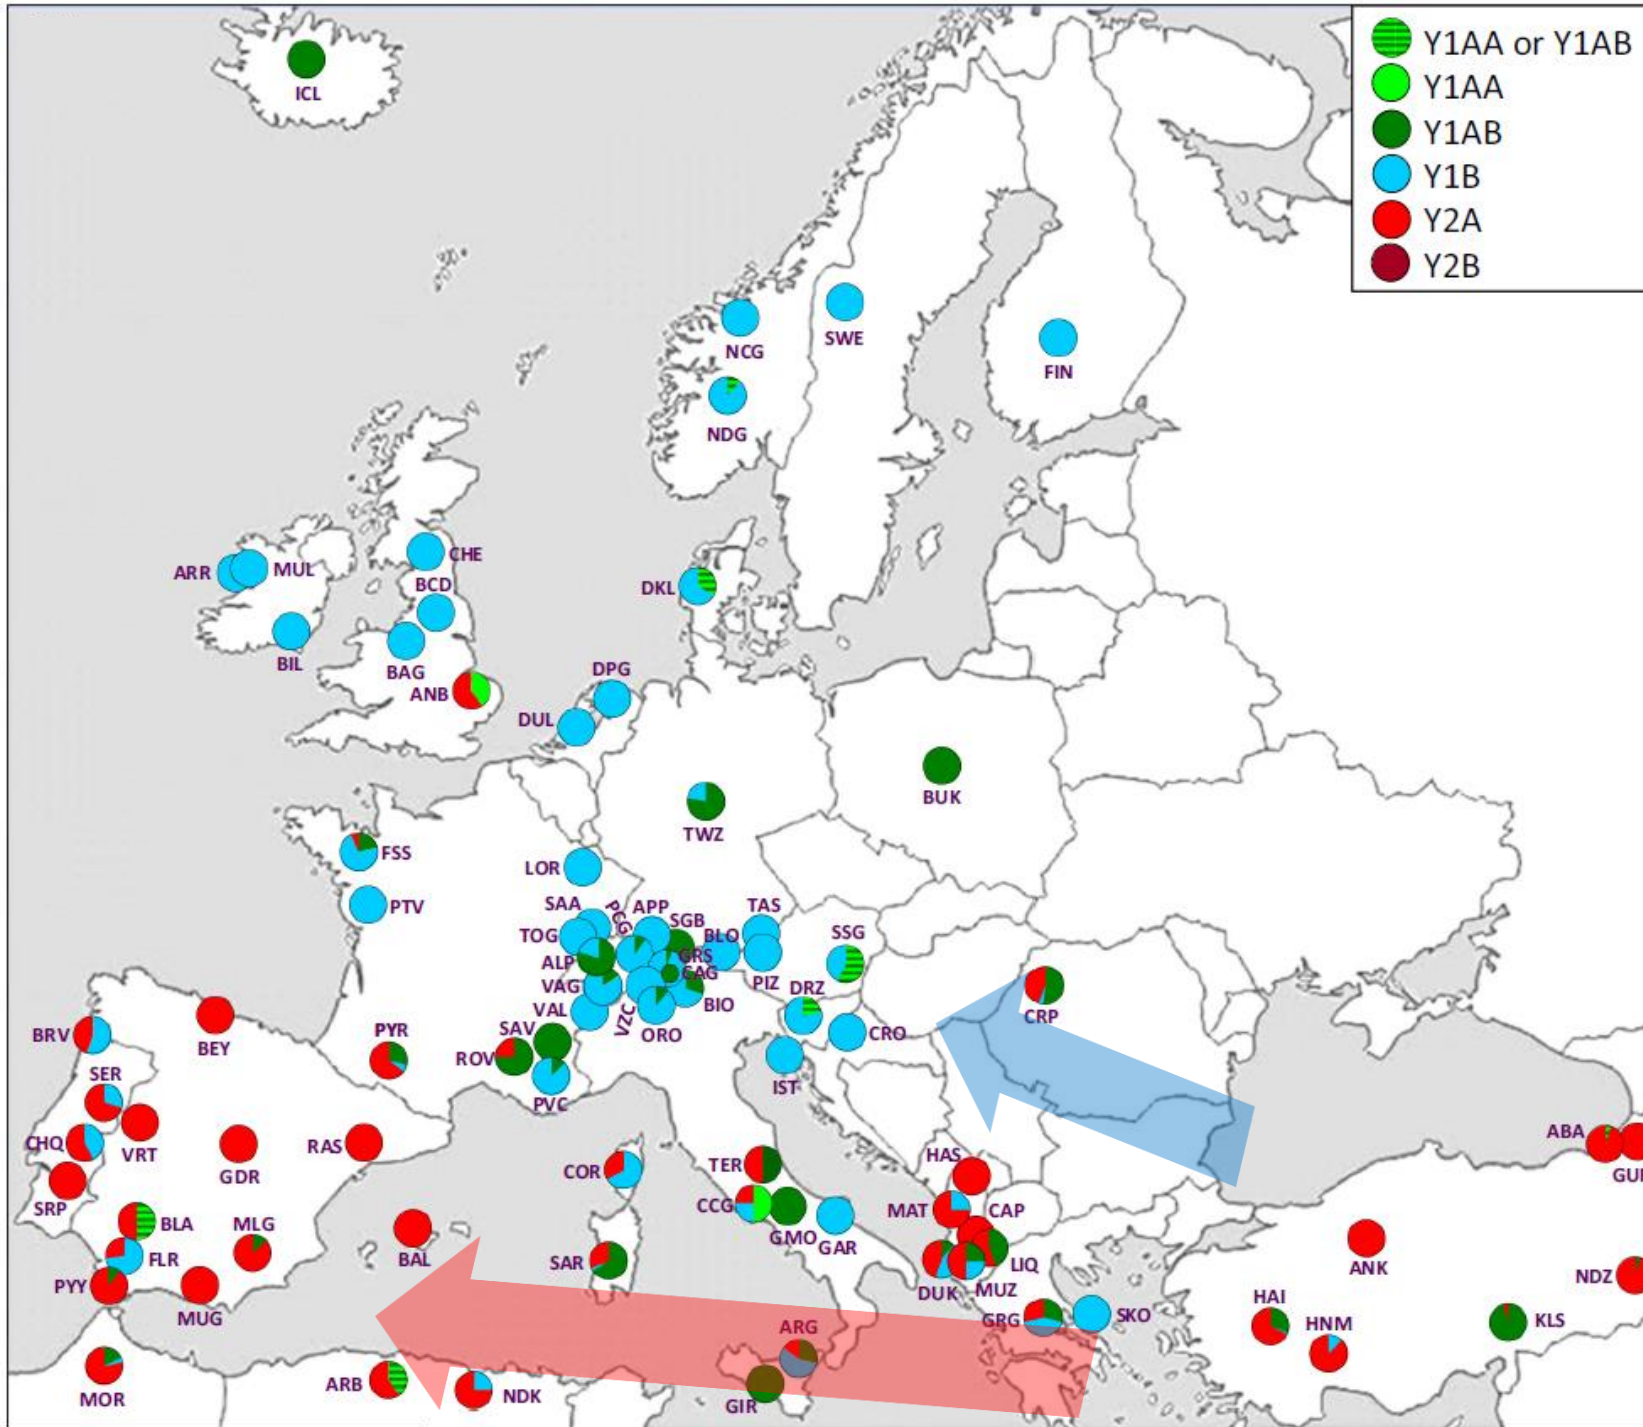 Y1AA or Y1AB
Y1AA
Y1AB
Y1B
Y2A
Y2B
ICL
NCG
SWE
FIN
NDG
ARR
MUL
CHE
BCD
DKL
BIL
BAG
ANB
DPG
DUL
BUK
TWZ
FSS
LOR
PTV
SAA
PCG
APP
SGB
TAS
TOG
BLO
SSG
ALP
GRS
CAG
VAG
PIZ
DRZ
BIO
CRP
VAL
VZC
ORO
CRO
BRV
BEY
PYR
SAV
ROV
IST
SER
PVC
CHQ
VRT
GDR
RAS
ABA
COR
TER
HAS
SRP
CCG
MAT
CAP
BLA
MLG
GMO
GAR
FLR
BAL
SAR
LIQ
ANK
PYY
MUG
DUK
MUZ
NDZ
HAI
GRG
SKO
HNM
KLS
ARG
MOR
ARB
NDK
GIR